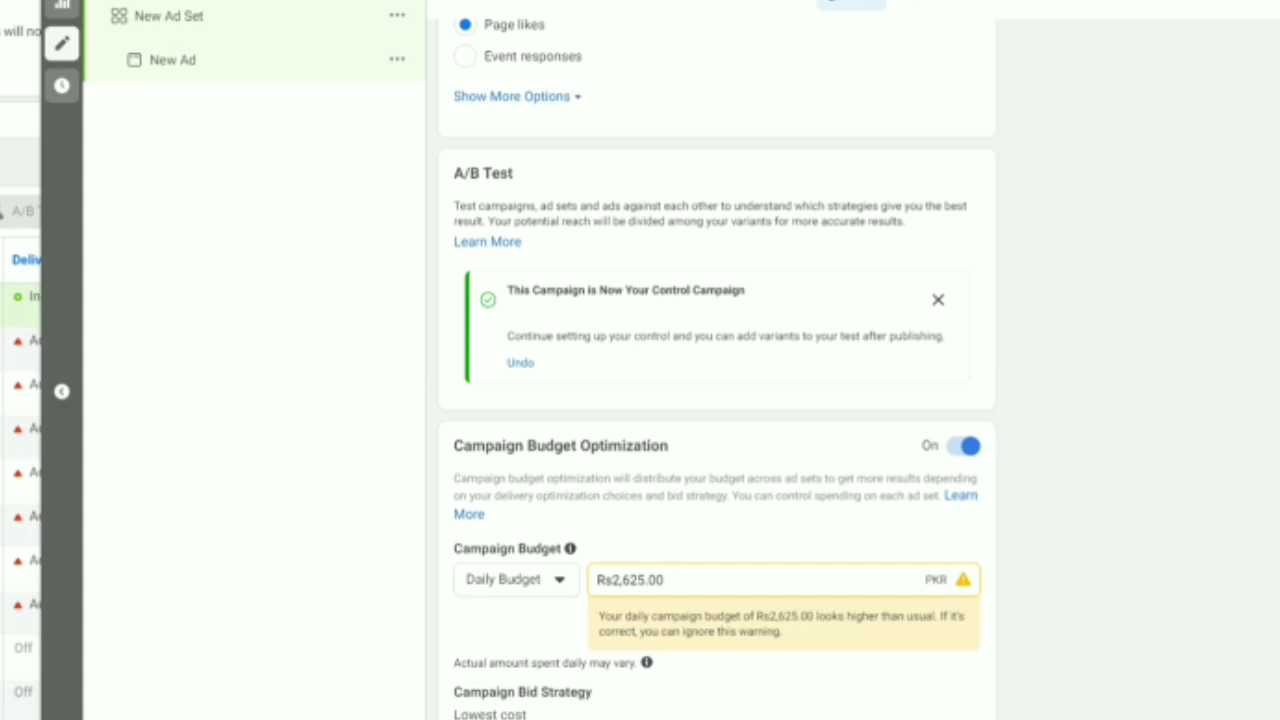 New Ad Set
Page likes
will no
New Ad
Event responses
Show More Options
A/B Test
Test campaigns, ad sets and ads against each other to understand which strategies give you the best
result. Your potential reach will be divided among your variants for more accurate results.
A/B
Learn More
Deliv
This Campaign is Now Your Control Campaign
In
Continue setting up your control and you can add variants to your test after publishing.
Undo
Campaign Budget Optimization
On
Campaign budget optimization will distribute your budget across ad sets to get more results depending
on your delivery optimization choices and bid strategy. You can control spending on each ad set. Learn
More
Campaign Budget
Daily Budget
Rs2,625.00
PKR
Your daily campaign budget of Rs2,625.00 looks higher than usual. If it's
correct, you can ignore this warning.
Off
Actual amount spent daily may vary.
Off
Campaign Bid Strategy
Lowest cost